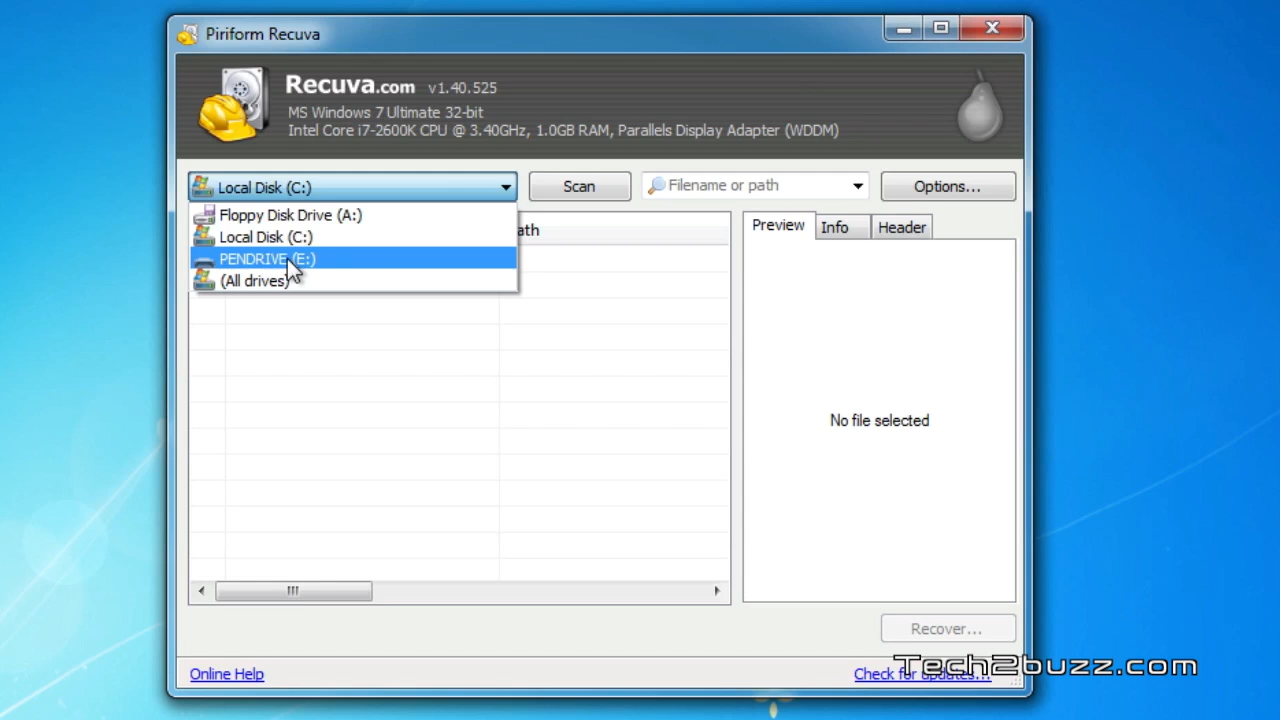 Piriform Recuva
Recuva.com v1.40.525
MS Windows 7 Ultimate 32-bit
Intel Core i7-2600K CPU @ 3.40GHz, 1.0GB RAM, Parallels Display Adapter (WDDM)
Local Disk (C:)
Scan
Filename or path
Options...
Floppy Disk Drive (A:)
Local Disk (C:)
PENDRIVE (E:)
(All drives)
ath
Preview
Info
Header
No file selected
Recover...
Online Help
Check for updates...
Tech2buzz.com